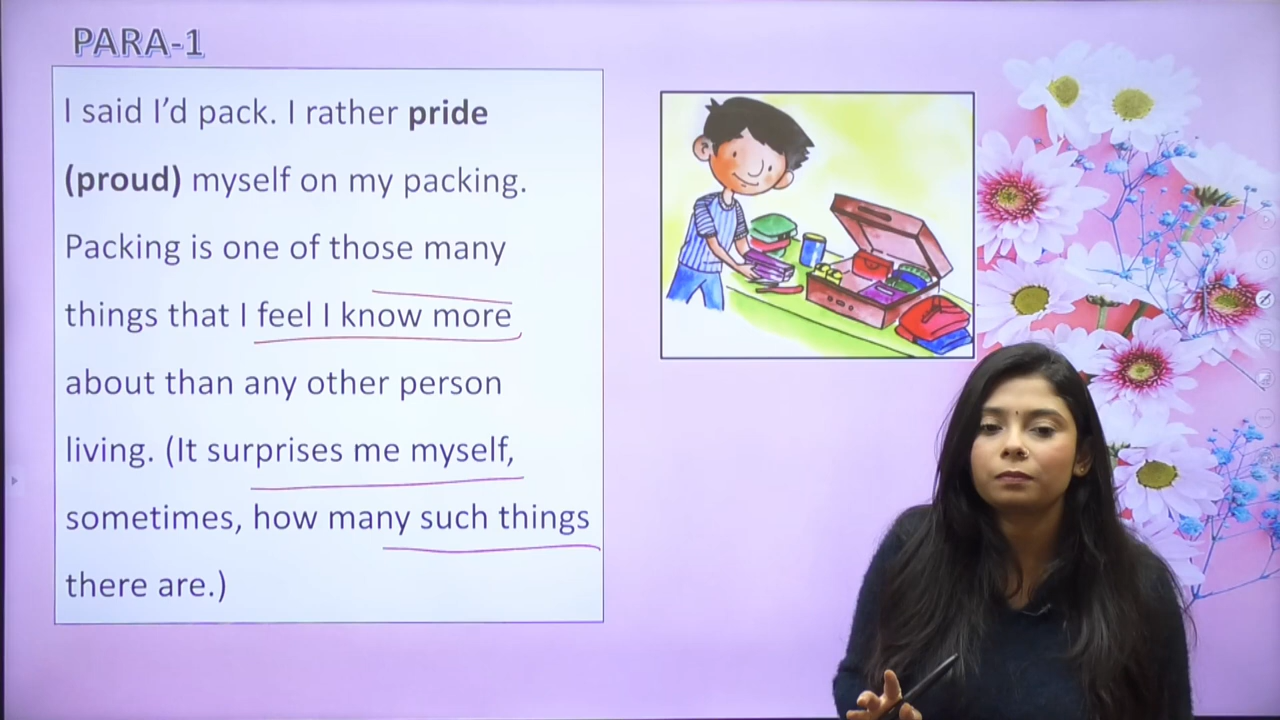 PARA-1
I said I’d pack. I rather pride
(proud) myself on my packing.
Packing is one of those many
things that I feel I know more
about than any other person
living. (It surprises me myself,
sometimes, how many such things
there are.)